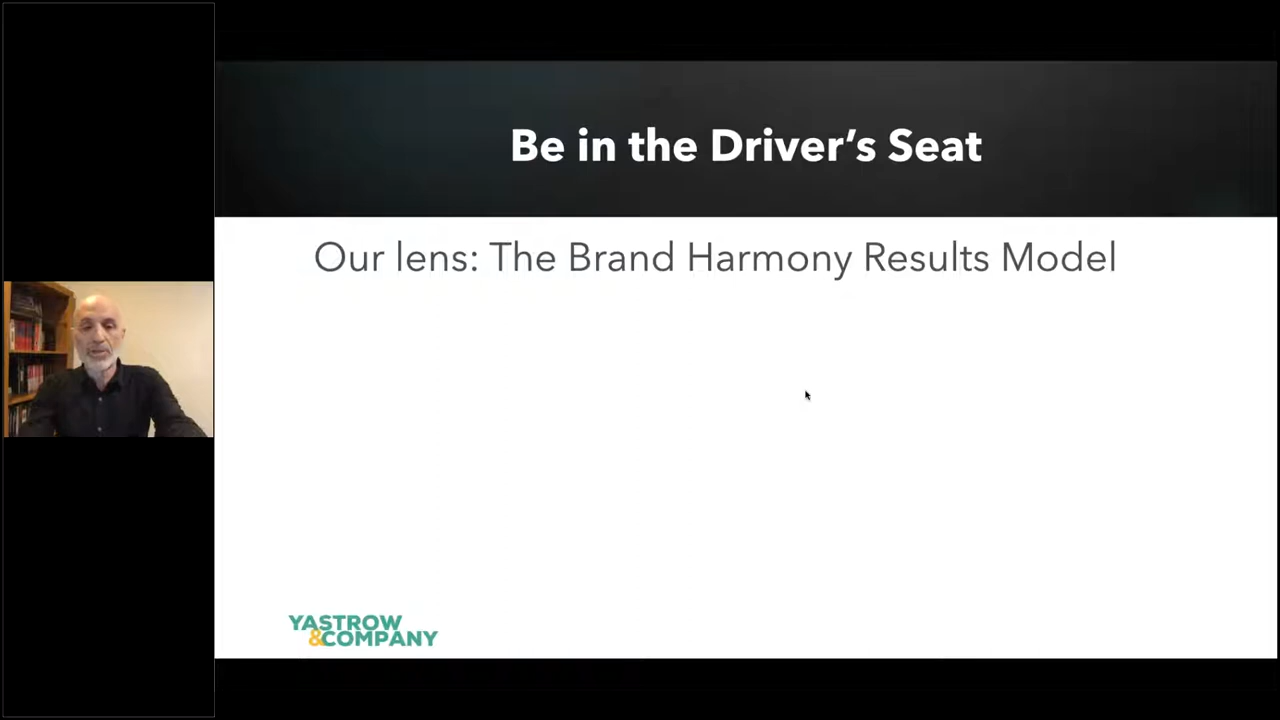 Be in the Driver’s Seat
Our lens: The Brand Harmony Results Model
YASTROW
&COMPANY